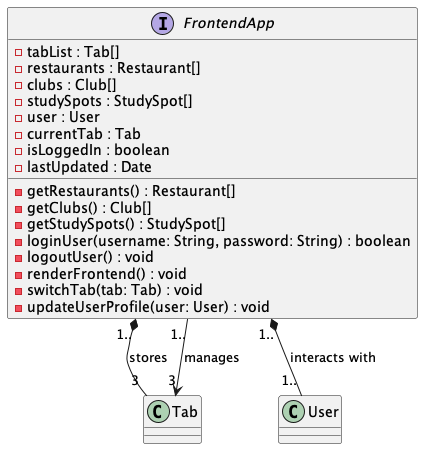 I FrontendApp
tabList : Tab[]
restaurants : Restaurant[]
clubs : Club[]
studySpots : StudySpot[]
user : User
currentTab : Tab
isLoggedIn : boolean
lastUpdated : Date
getRestaurants() : Restaurant[]
getClubs() : Club[]
getStudySpots() : StudySpot[]
loginUser(username: String, password: String) : boolean
logoutUser() : void
renderFrontend() : void
switchTab(tab: Tab) : void
updateUserProfile(user: User) : void
1.. 1.. 1..
stores manages interacts with
3 3 1..
C Tab C User